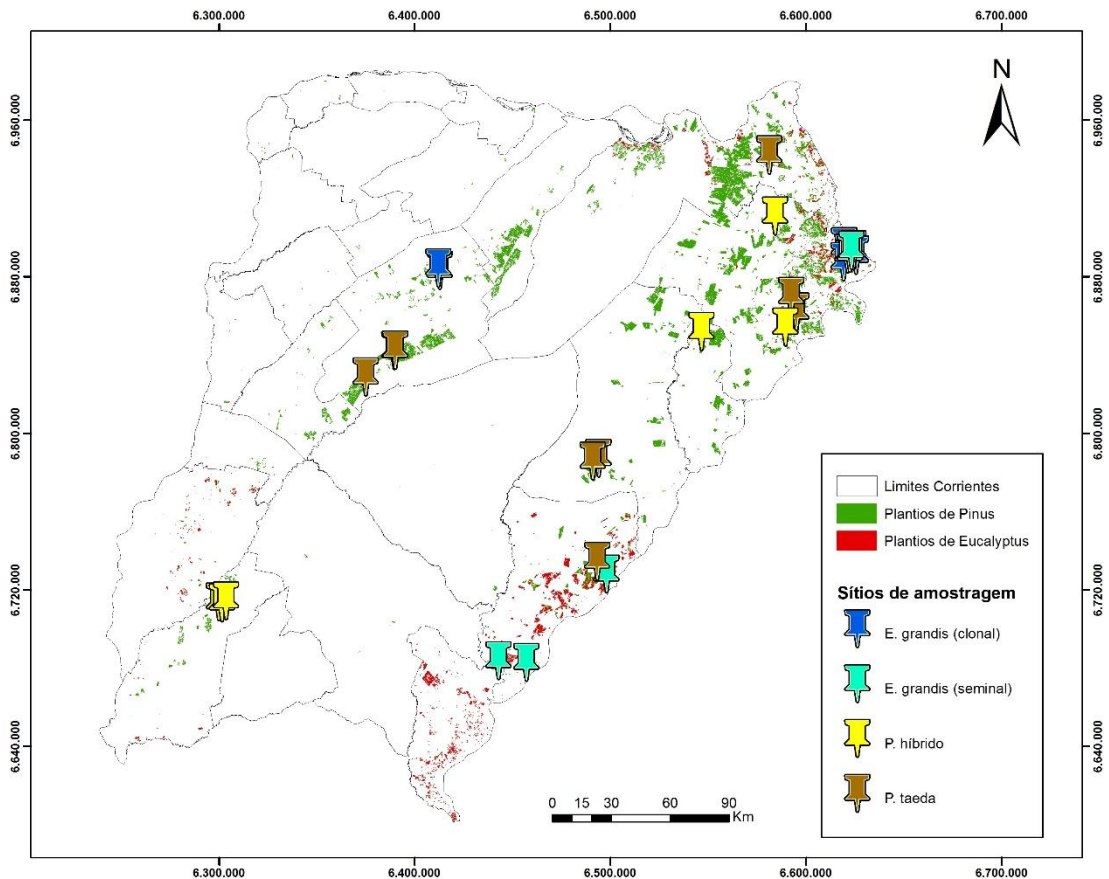 6.300.000 6.400.000 6.500.000 6.600.000 6.700.000
N
6.960.000 6.960.000
6.880.000 6.880.000
6.800.000 6.800.000
Limites Corrientes
Plantios de Pinus
Plantios de Eucalyptus
6.720.000 6.720.000
Sítios de amostragem
E. grandis (clonal)
E. grandis (seminal)
P. híbrido
6.640.000 6.640.000
P. taeda
0 15 30 60 90
Km
6.300.000 6.400.000 6.500.000 6.600.000 6.700.000